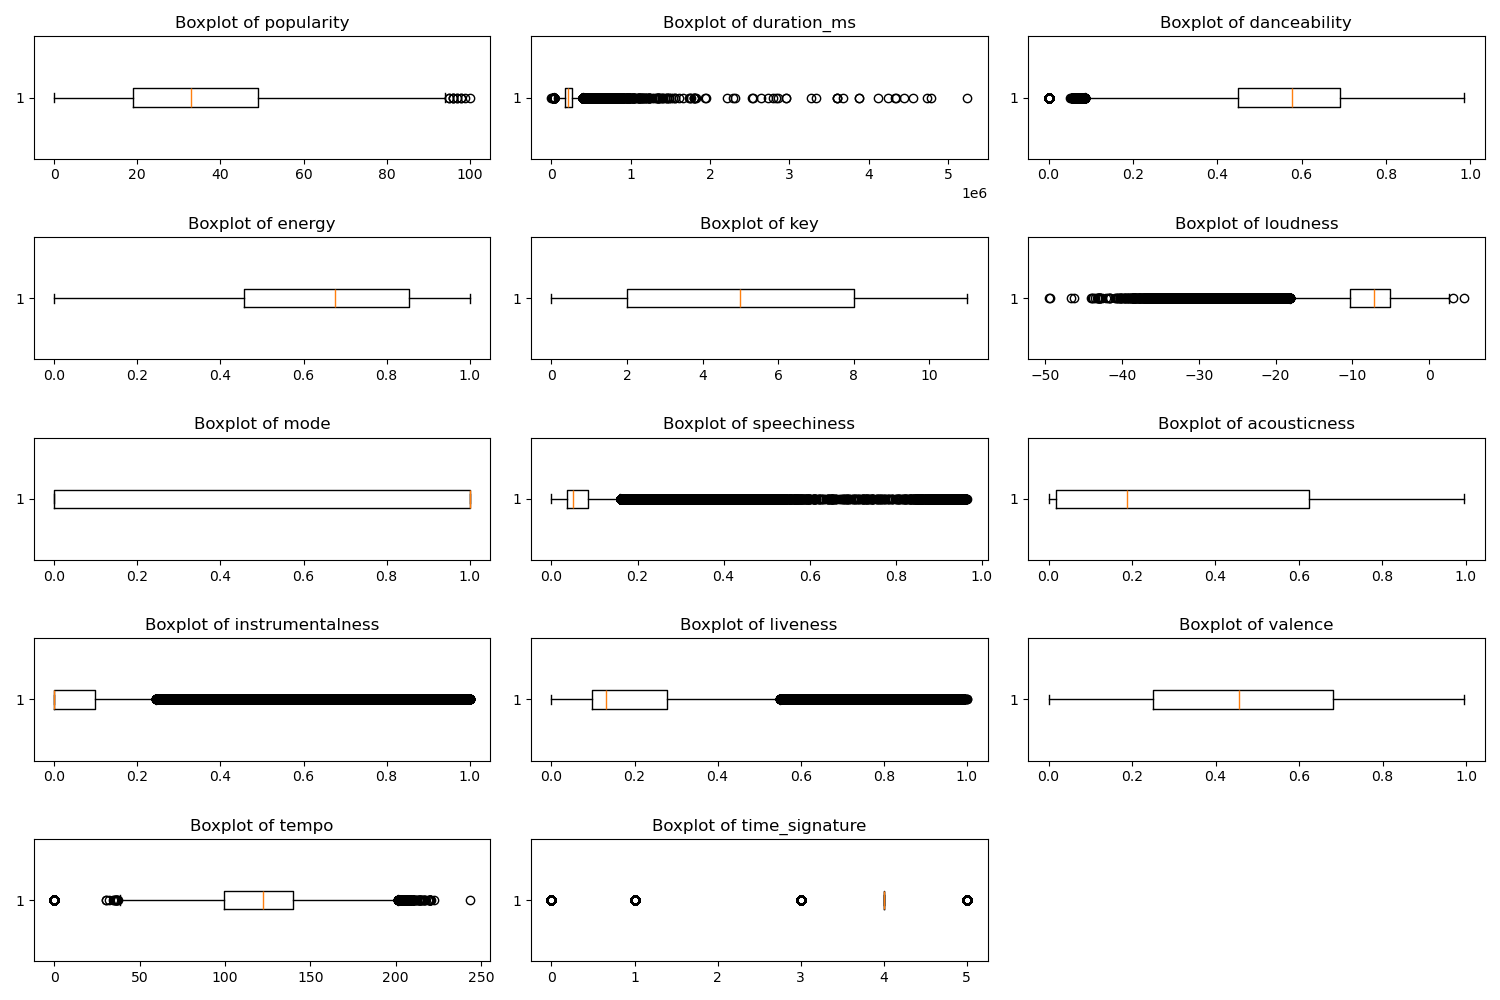 Boxplot of popularity Boxplot of duration_ms Boxplot of danceability
1 1 1
0 20 40 60 80 100 0 1 2 3 4 5 0.0 0.2 0.4 0.6 0.8 1.0
1e6
Boxplot of energy Boxplot of key Boxplot of loudness
1 1 1
0.0 0.2 0.4 0.6 0.8 1.0 0 2 4 6 8 10 −50 −40 −30 −20 −10 0
Boxplot of mode Boxplot of speechiness Boxplot of acousticness
1 1 1
0.0 0.2 0.4 0.6 0.8 1.0 0.0 0.2 0.4 0.6 0.8 1.0 0.0 0.2 0.4 0.6 0.8 1.0
Boxplot of instrumentalness Boxplot of liveness Boxplot of valence
1 1 1
0.0 0.2 0.4 0.6 0.8 1.0 0.0 0.2 0.4 0.6 0.8 1.0 0.0 0.2 0.4 0.6 0.8 1.0
Boxplot of tempo Boxplot of time_signature
1 1
0 50 100 150 200 250 0 1 2 3 4 5